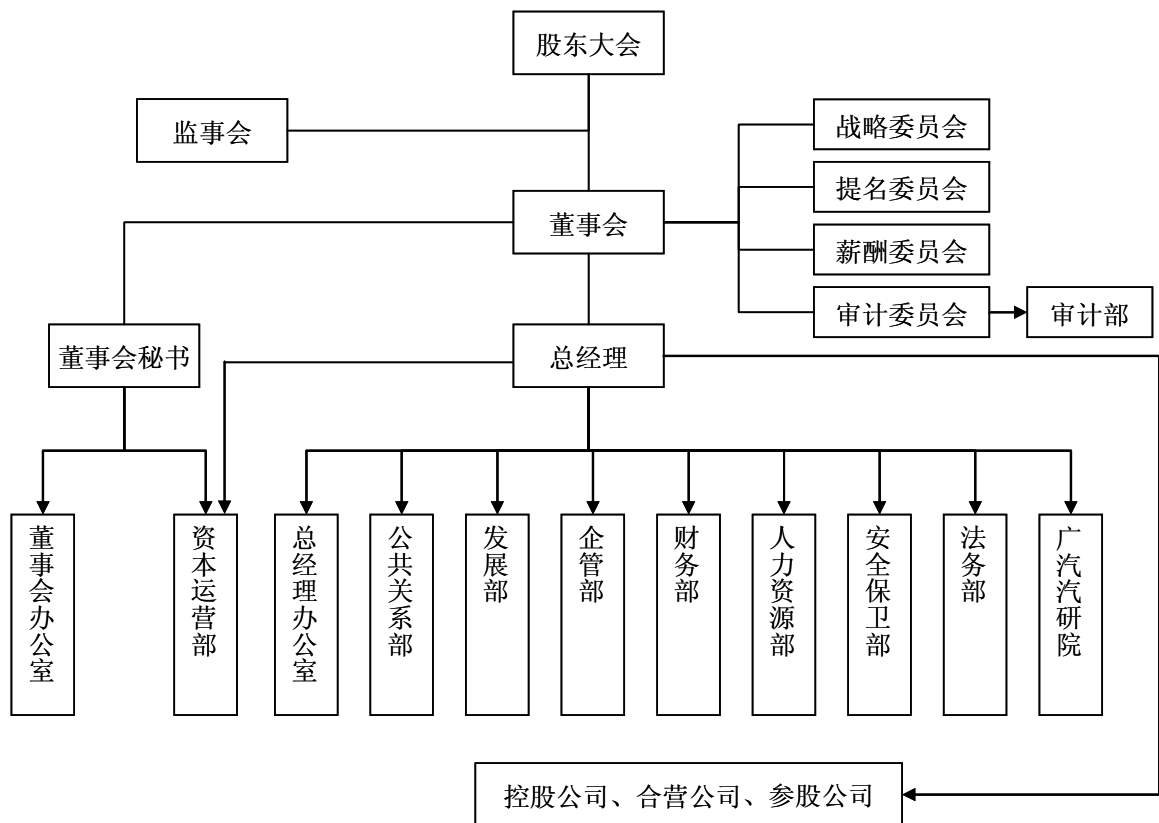 股东大会
监事会
战略委员会
提名委员会
董事会
薪酬委员会
审计委员会
审计部
董事会秘书
总经理
董事会办公室
资本运营部
总经理办公室
公共关系部
发展部
企管部
财务部
人力资源部
安全保卫部
法务部
广汽汽研院
控股公司、合营公司、参股公司